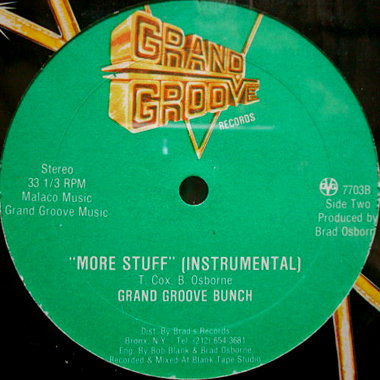 GRAND
GROOVE
RECORDS
Stereo
33 1/3 RPM
Malaco Music
Grand Groove Music
7703B
Side Two
Produced by
Brad Osborn
"MORE STUFF" (INSTRUMENTAL)
T. Cox. B. Osborne
GRAND GROOVE BUNCH
Dist. By Brad's Records
Bronx, N.Y. - Tel (212) 654-3681
Eng. By Bob Blank & Brad Osborne
Recorded & Mixed At Blank Tape Studio